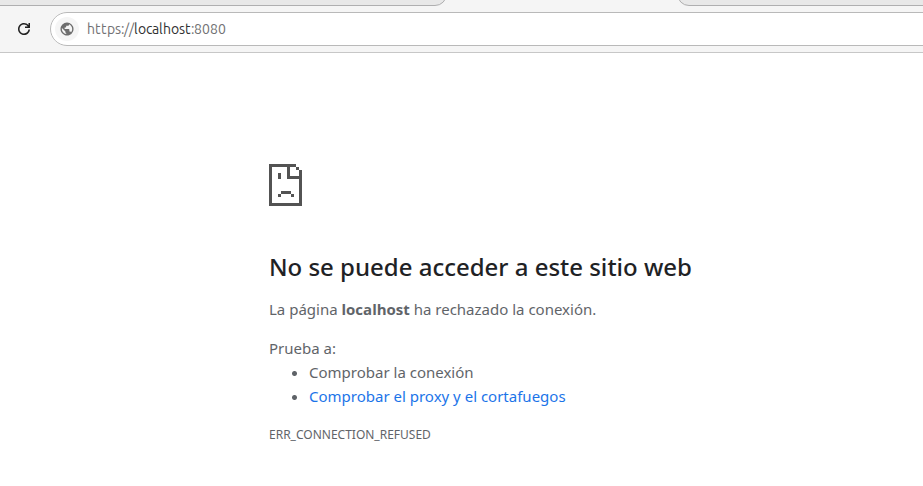 https://localhost:8080
No se puede acceder a este sitio web
La página localhost ha rechazado la conexión.
Prueba a:
• Comprobar la conexión
• Comprobar el proxy y el cortafuegos
ERR_CONNECTION_REFUSED